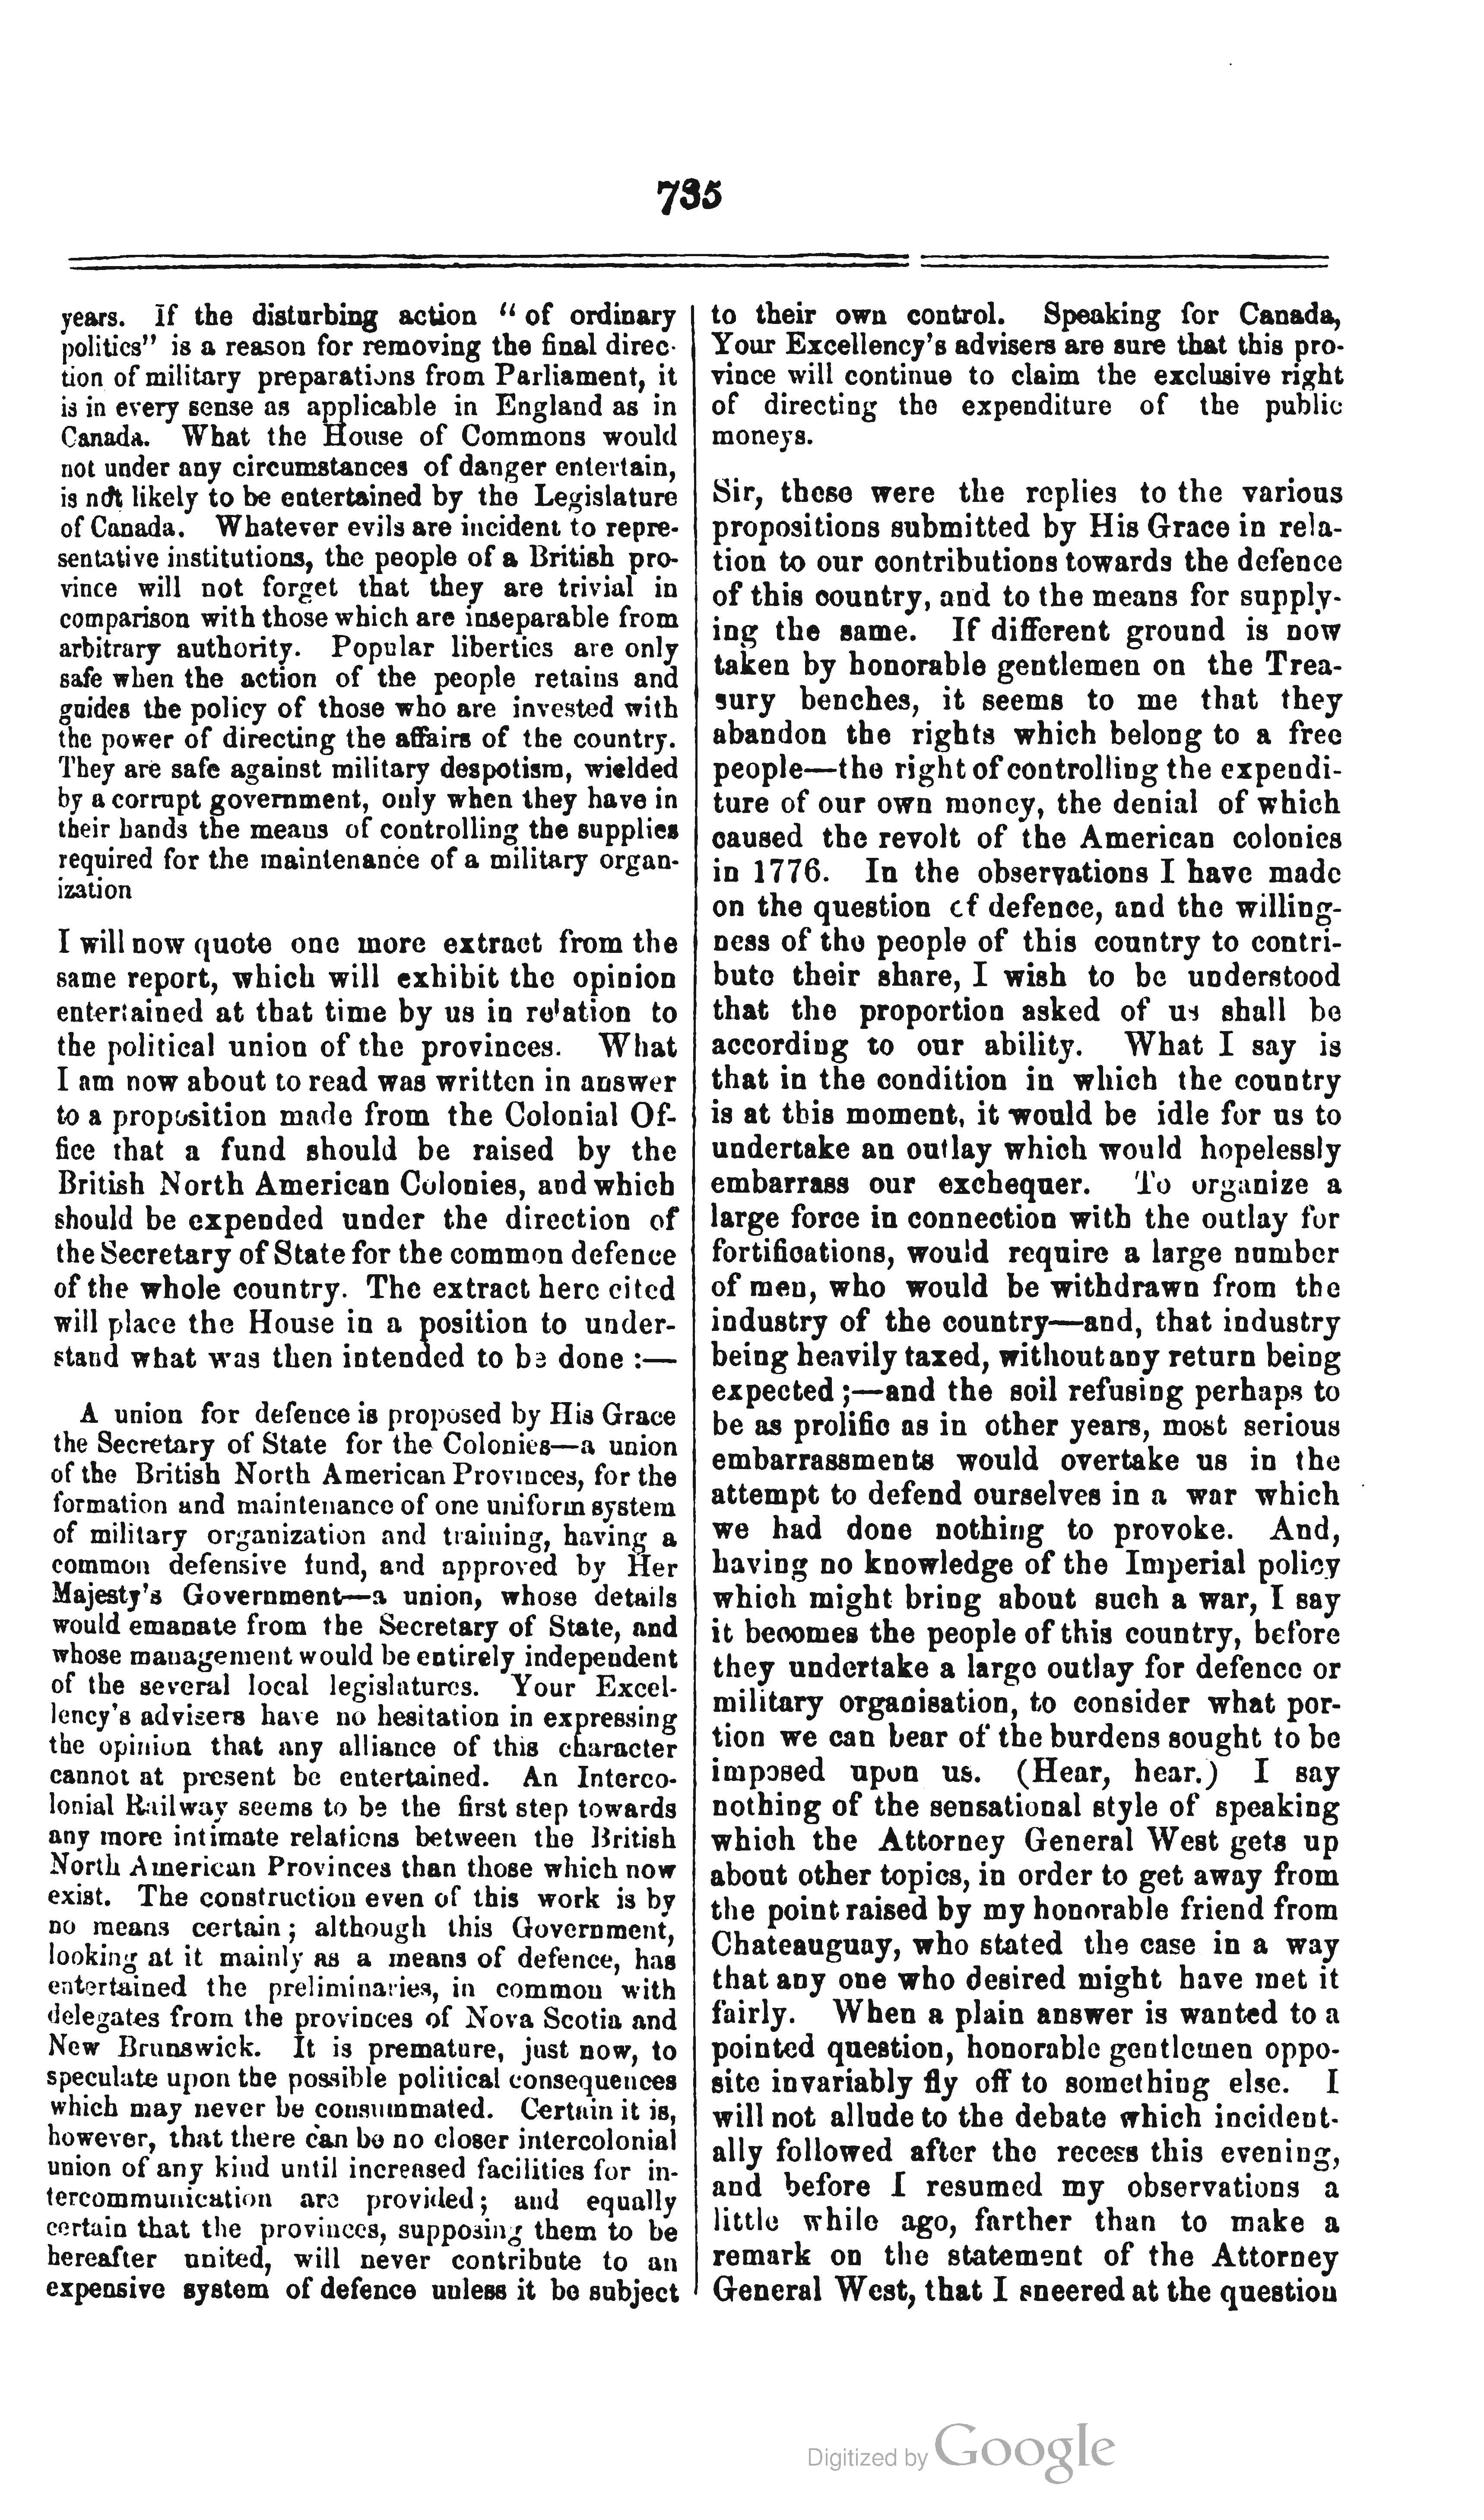 735
years. If the disturbing action “ of ordinary
politics” is a reason for removing the final direc-
tion of military preparations from Parliament, it
is in every sense as applicable in England as in
Canada. What the House of Commons would
not under any circumstances of danger entertain,
is not likely to be entertained by the Legislature
of Canada. Whatever evils are incident to repre-
sentative institutions, the people of a British pro-
vince will not forget that they are trivial in
comparison with those which are inseparable from
arbitrary authority. Popular liberties are only
safe when the action of the people retains and
guides the policy of those who are invested with
the power of directing the affairs of the country.
They are safe against military despotism, wielded
by a corrupt government, only when they have in
their hands the means of controlling the supplies
required for the maintenance of a military organ-
ization
I will now quote one more extract from the
same report, which will exhibit the opinion
entertained at that time by us in relation to
the political union of the provinces. What
I am now about to read was written in answer
to a proposition made from the Colonial Of-
fice that a fund should be raised by the
British North American Colonies, and which
should be expended under the direction of
the Secretary of State for the common defence
of the whole country. The extract here cited
will place the House in a position to under-
stand what was then intended to be done :—
A union for defence is proposed by His Grace
the Secretary of State for the Colonies—a union
of the British North American Provinces, for the
formation and maintenance of one uniform system
of military organization and training, having a
common defensive fund, and approved by Her
Majesty's Government—a union, whose details
would emanate from the Secretary of State, and
whose management would be entirely independent
of the several local legislatures. Your Excel-
lency's advisers have no hesitation in expressing
the opinion that any alliance of this character
cannot at present be entertained. An Interco-
lonial Railway seems to be the first step towards
any more intimate relations between the British
North American Provinces than those which now
exist. The construction even of this work is by
no means certain ; although this Government,
looking at it mainly as a means of defence, has
entertained the preliminaries, in common with
delegates from the provinces of Nova Scotia and
New Brunswick. It is premature, just now, to
speculate upon the possible political consequences
which may never be consummated. Certain it is,
however, that there can be no closer intercolonial
union of any kind until increased facilities for in-
tercommunication are provided ; and equally
certain that the provinces, supposing them to be
hereafter united, will never contribute to an
expensive system of defence unless it be subject
to their own control. Speaking for Canada,
Your Excellency's advisers are sure that this pro-
vince will continue to claim the exclusive right
of directing the expenditure of the public
moneys.
Sir, these were the replies to the various
propositions submitted by His Grace in rela-
tion to our contributions towards the defence
of this country, and to the means for supply-
ing the same. If different ground is now
taken by honorable gentlemen on the Trea-
sury benches, it seems to me that they
abandon the rights which belong to a free
people—the right of controlling the expendi-
ture of our own money, the denial of which
caused the revolt of the American colonies
in 1776. In the observations I have made
on the question of defence, and the willing-
ness of the people of this country to contri-
bute their share, I wish to be understood
that the proportion asked of us shall be
according to our ability. What I say is
that in the condition in which the country
is at this moment, it would be idle for us to
undertake an outlay which would hopelessly
embarrass our exchequer. To organize a
large force in connection with the outlay for
fortifications, would require a large number
of men, who would be withdrawn from the
industry of the country—and, that industry
being heavily taxed, without any return being
expected ;—and the soil refusing perhaps to
be as prolific as in other years, most serious
embarrassments would overtake us in the
attempt to defend ourselves in a war which
we had done nothing to provoke. And,
having no knowledge of the Imperial policy
which might bring about such a war, I say
it becomes the people of this country, before
they undertake a large outlay for defence or
military organisation, to consider what por-
tion we can bear of the burdens sought to be
imposed upon us. (Hear, hear.) I say
nothing of the sensational style of speaking
which the Attorney General West gets up
about other topics, in order to get away from
the point raised by my honorable friend from
Chateauguay, who stated the case in a way
that any one who desired might have met it
fairly. When a plain answer is wanted to a
pointed question, honorable gentlemen oppo-
site invariably fly off to something else. I
will not allude to the debate which incident-
ally followed after the recess this evening,
and before I resumed my observations a
little while ago, farther than to make a
remark on the statement of the Attorney
General West, that I sneered at the question
Digitized by Google